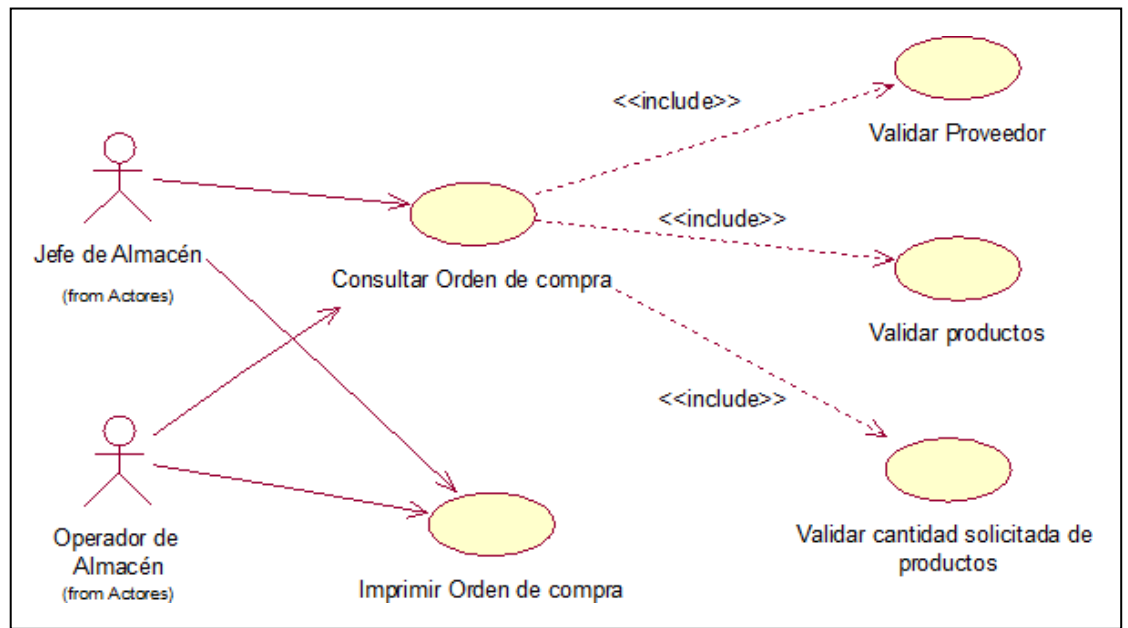 <<include>>
Validar Proveedor
<<include>>
Jefe de Almacén
(from Actores)
Consultar Orden de compra
Validar productos
<<include>>
Operador de
Almacén
(from Actores)
Imprimir Orden de compra
Validar cantidad solicitada de
productos